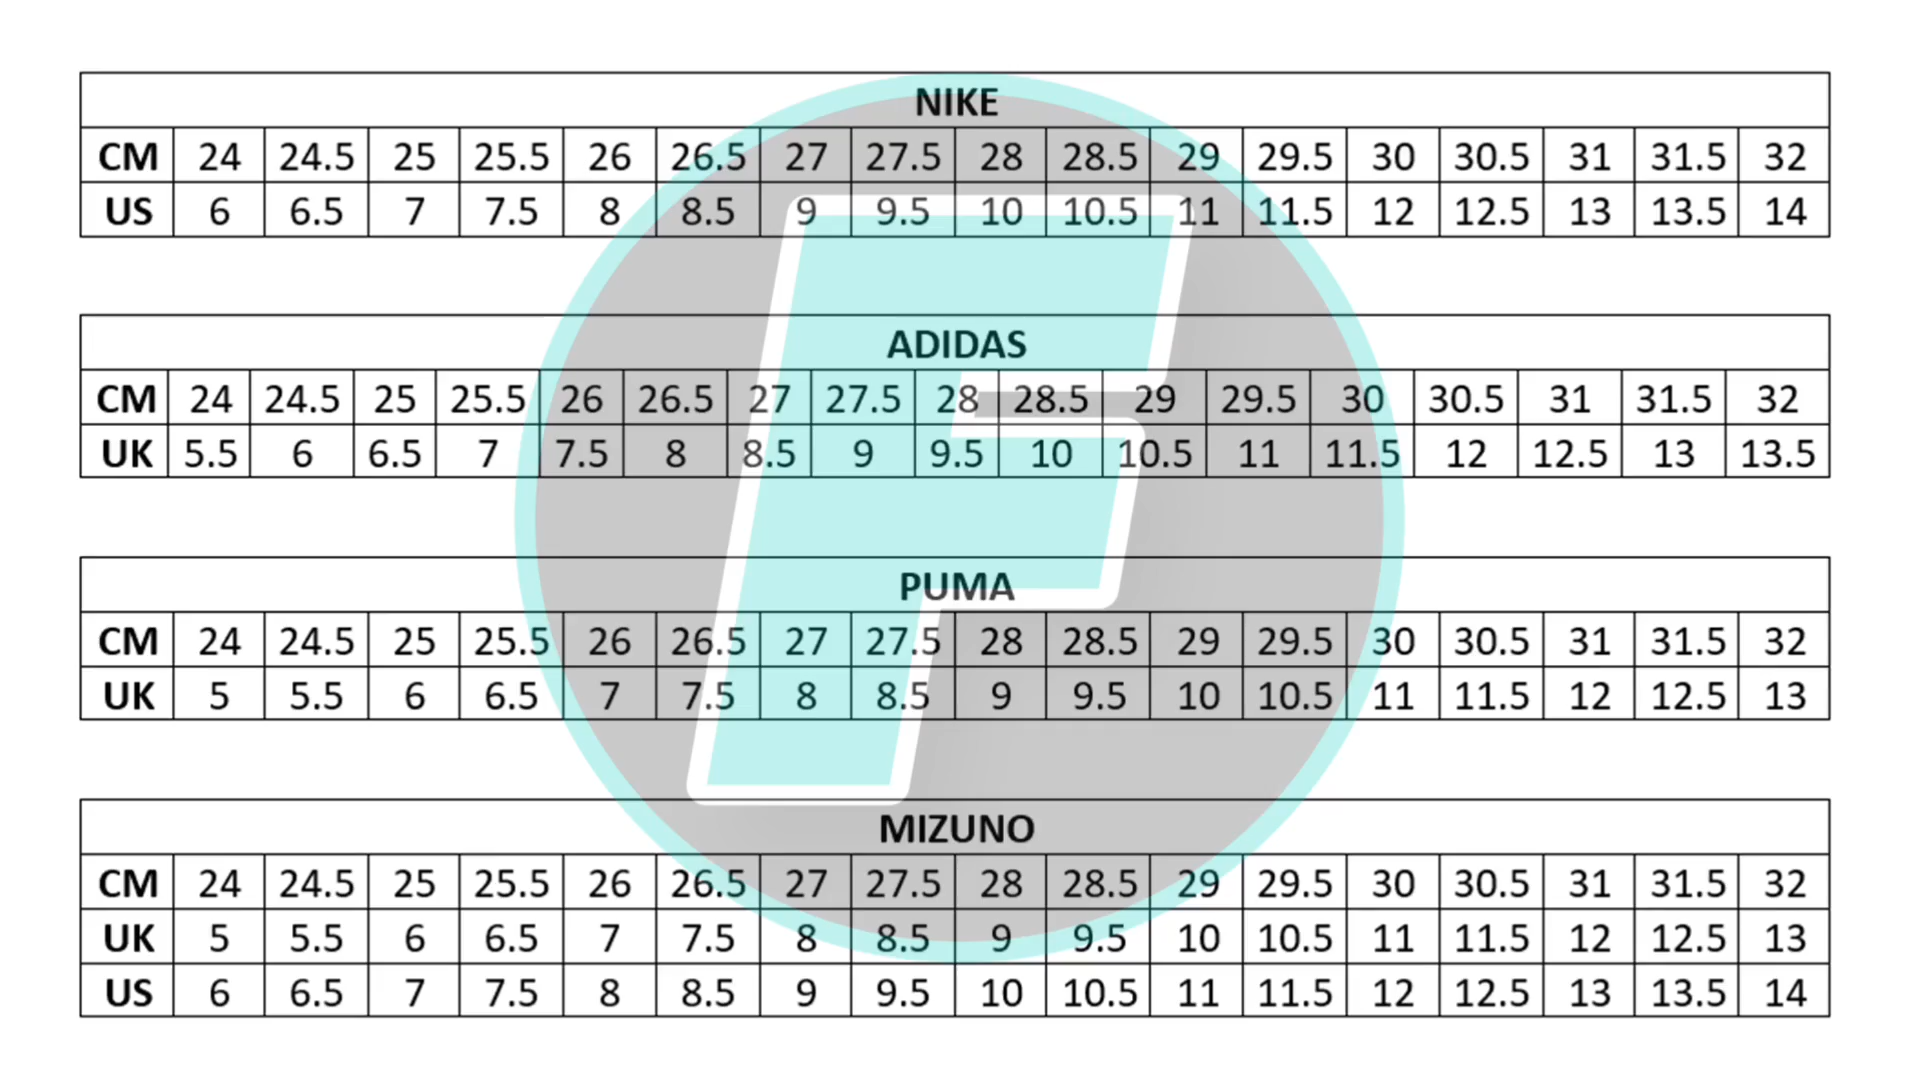 NIKE
CM 24 24.5 25 25.5 26 26.5 27 27.5 28 28.5 29 29.5 30 30.5 31 31.5 32
US 6 6.5 7 7.5 8 8.5 9 9.5 10 10.5 11 11.5 12 12.5 13 13.5 14
ADIDAS
CM 24 24.5 25 25.5 26 26.5 27 27.5 28 28.5 29 29.5 30 30.5 31 31.5 32
UK 5.5 6 6.5 7 7.5 8 8.5 9 9.5 10 10.5 11 11.5 12 12.5 13 13.5
PUMA
CM 24 24.5 25 25.5 26 26.5 27 27.5 28 28.5 29 29.5 30 30.5 31 31.5 32
UK 5 5.5 6 6.5 7 7.5 8 8.5 9 9.5 10 10.5 11 11.5 12 12.5 13
MIZUNO
CM 24 24.5 25 25.5 26 26.5 27 27.5 28 28.5 29 29.5 30 30.5 31 31.5 32
UK 5 5.5 6 6.5 7 7.5 8 8.5 9 9.5 10 10.5 11 11.5 12 12.5 13
US 6 6.5 7 7.5 8 8.5 9 9.5 10 10.5 11 11.5 12 12.5 13 13.5 14
F